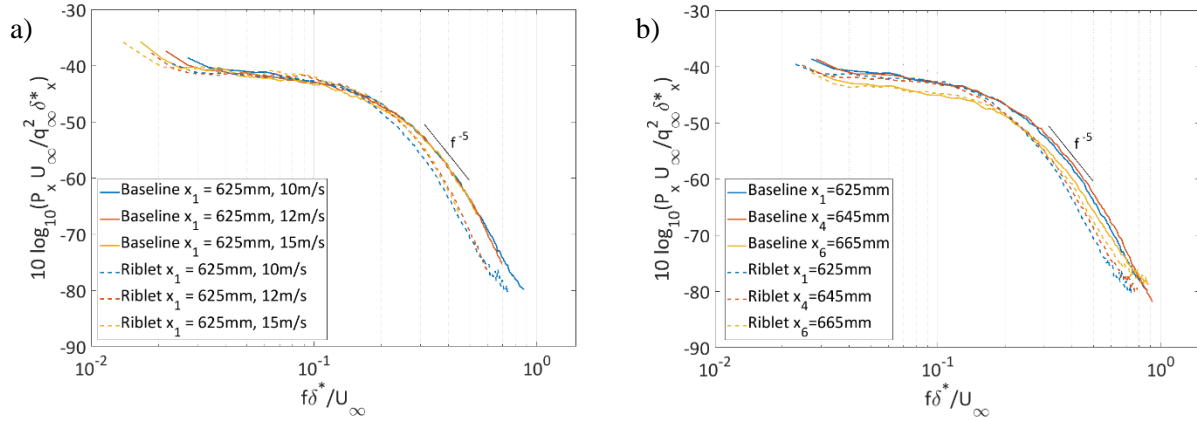 a)
10 log10(Px U∞/q²∞ δ*x)
-30
-40
-50
-60
-70
-80
-90
f⁻⁵
Baseline x1 = 625mm, 10m/s
Baseline x1 = 625mm, 12m/s
Baseline x1 = 625mm, 15m/s
Riblet x1 = 625mm, 10m/s
Riblet x1 = 625mm, 12m/s
Riblet x1 = 625mm, 15m/s
10⁻² 10⁻¹ 10⁰
fδ*/U∞
b)
10 log10(Px U∞/q²∞ δ*x)
-30
-40
-50
-60
-70
-80
-90
f⁻⁵
Baseline x1=625mm
Baseline x4=645mm
Baseline x6=665mm
Riblet x1=625mm
Riblet x4=645mm
Riblet x6=665mm
10⁻² 10⁻¹ 10⁰
fδ*/U∞